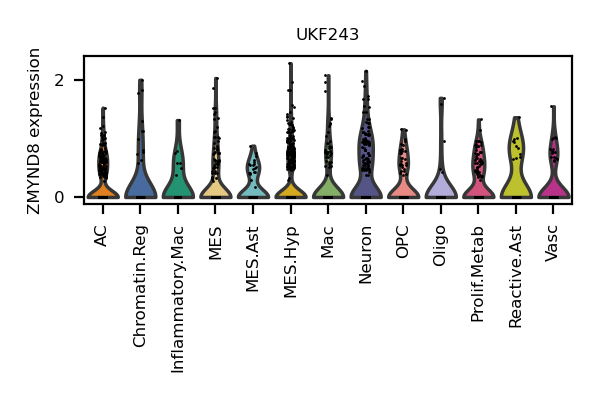 UKF243
ZMYND8 expression
2
0
AC
Chromatin.Reg
Inflammatory.Mac
MES
MES.Ast
MES.Hyp
Mac
Neuron
OPC
Oligo
Prolif.Metab
Reactive.Ast
Vasc